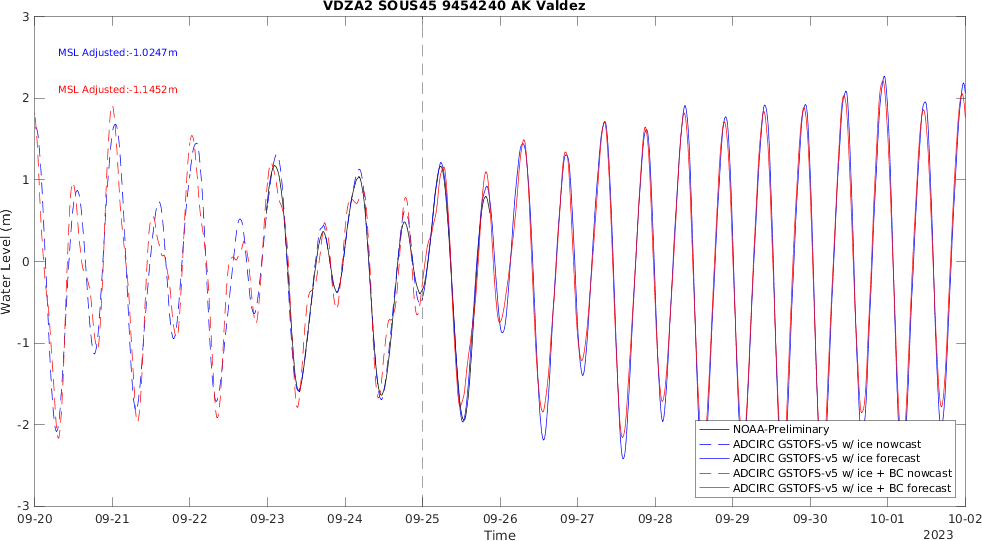 VDZA2 SOUS45 9454240 AK Valdez
3
MSL Adjusted:-1.0247m
MSL Adjusted:-1.1452m
2
1
0
-1
-2
-3
Water Level (m)
NOAA-Preliminary
ADCIRC GSTOFS-v5 w/ ice nowcast
ADCIRC GSTOFS-v5 w/ ice forecast
ADCIRC GSTOFS-v5 w/ ice + BC nowcast
ADCIRC GSTOFS-v5 w/ ice + BC forecast
09-20 09-21 09-22 09-23 09-24 09-25 09-26 09-27 09-28 09-29 09-30 10-01 10-02
Time
2023